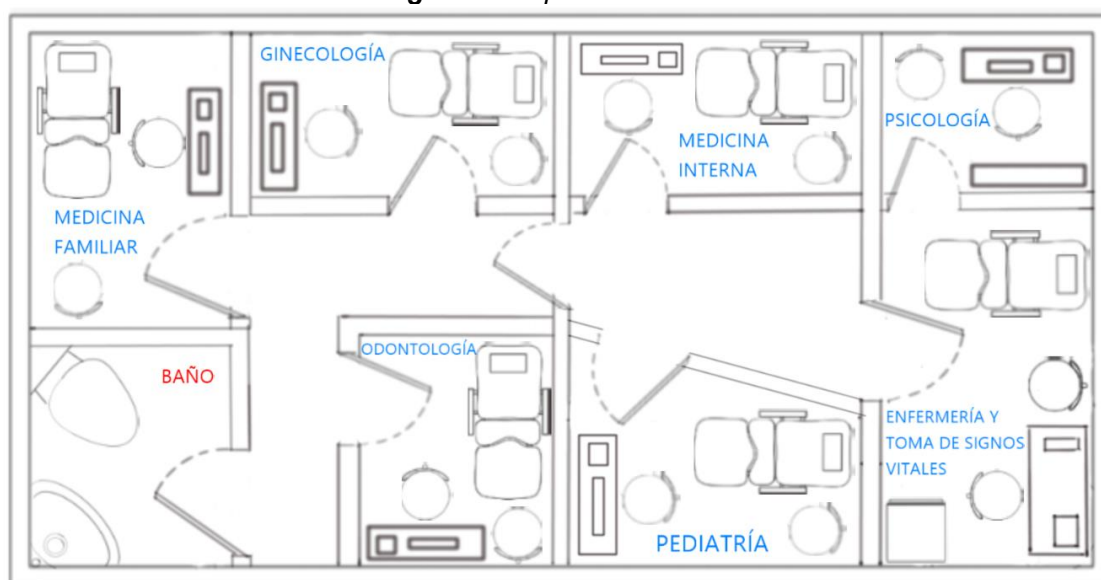 GINECOLOGÍA
MEDICINA
INTERNA
PSICOLOGÍA
MEDICINA
FAMILIAR
BAÑO
ODONTOLOGÍA
ENFERMERÍA Y
TOMA DE SIGNOS
VITALES
PEDIATRÍA